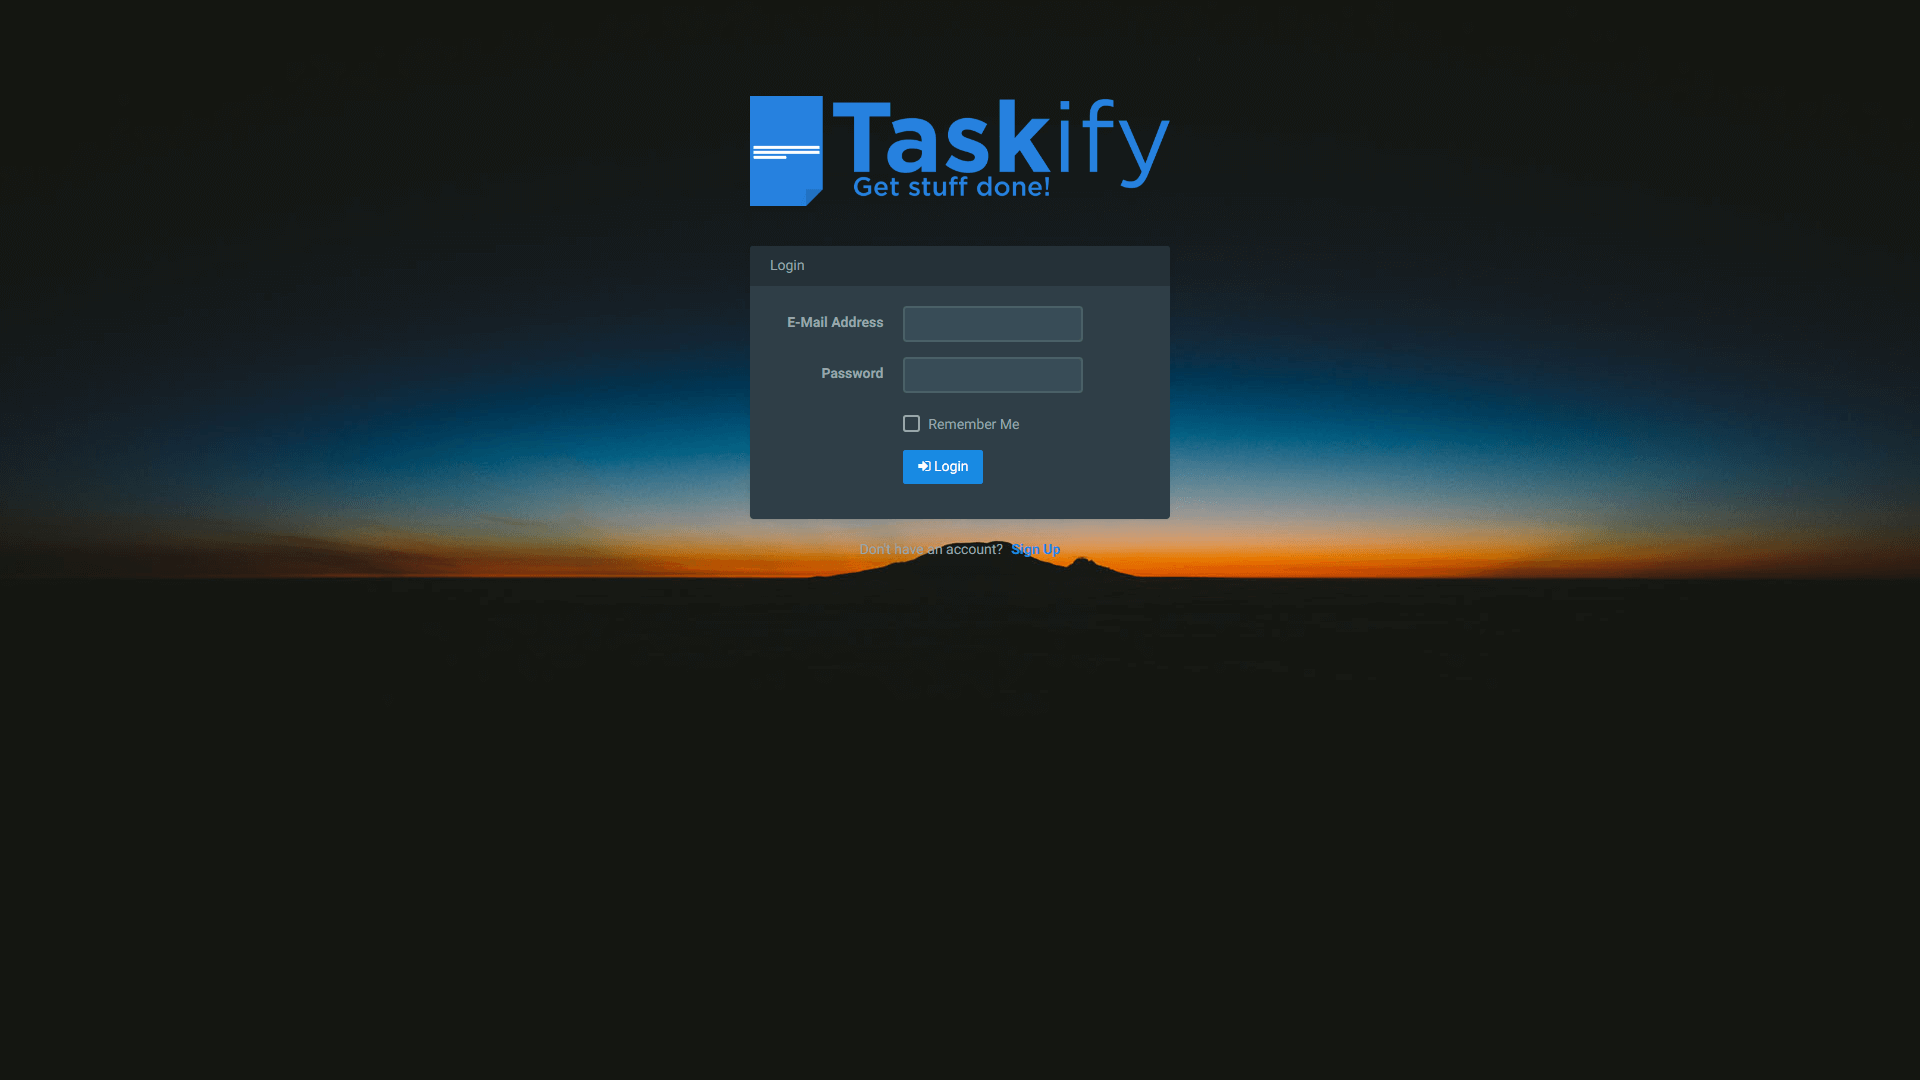 Taskify
Get stuff done!
Login
E-Mail Address
Password
Remember Me
Login
Don't have an account? Sign Up